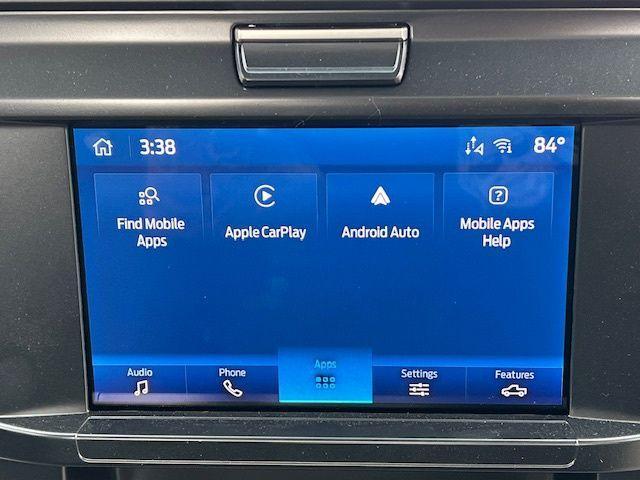 3:38 84°
Find Mobile
Apps
Apple CarPlay
Android Auto
Mobile Apps
Help
Audio
Phone
Apps
Settings
Features